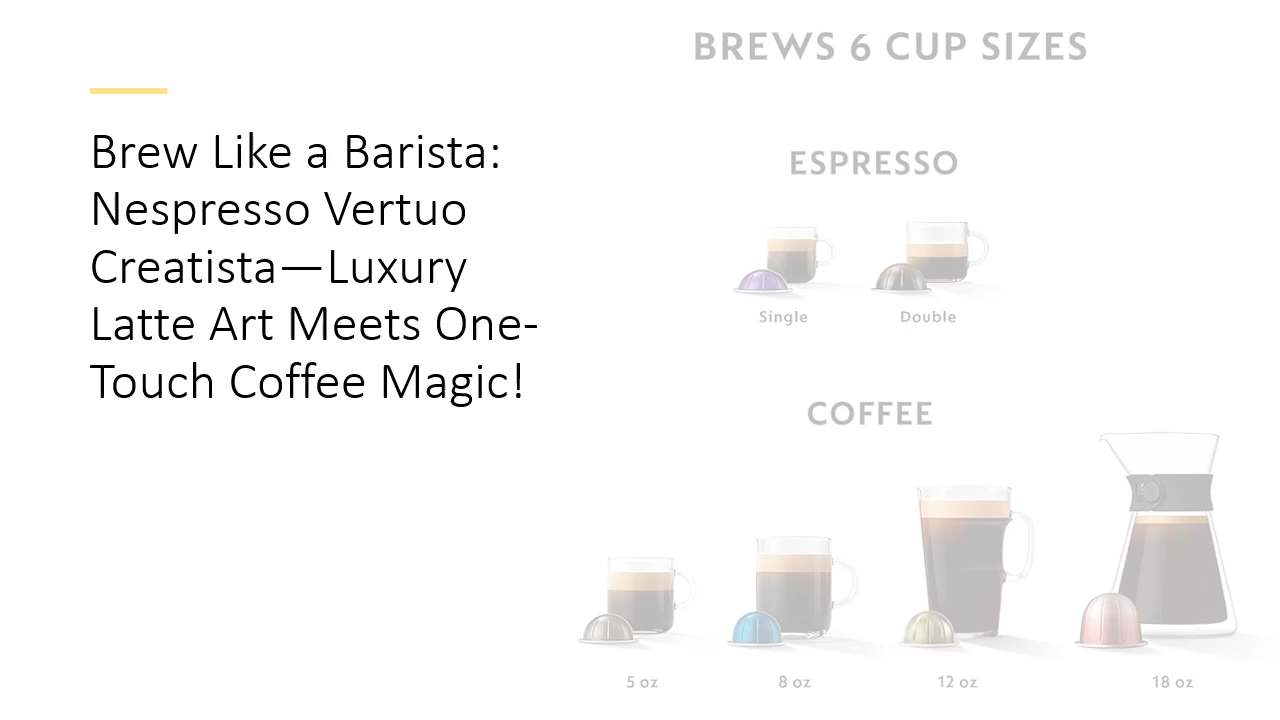 Brew Like a Barista:
Nespresso Vertuo
Creatista—Luxury
Latte Art Meets One-
Touch Coffee Magic!
BREWS 6 CUP SIZES
ESPRESSO
Single
Double
COFFEE
5 oz
8 oz
12 oz
18 oz